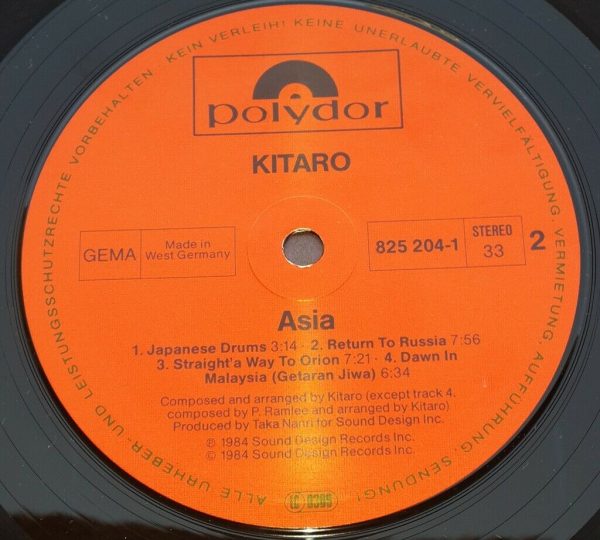 ALLE URHEBER- UND LEISTUNGSSCHUTZRECHTE VORBEHALTEN · KEIN VERLEIH! KEINE UNERLAUBTE VERVIELFÄLTIGUNG, VERMIETUNG, AUFFÜHRUNG, SENDUNG!
polydor
KITARO
GEMA
Made in
West Germany
825 204-1
STEREO
33
2
Asia
1. Japanese Drums 3:14 · 2. Return To Russia 7:56
3. Straight'a Way To Orion 7:21 · 4. Dawn In
Malaysia (Getaran Jiwa) 6:34
Composed and arranged by Kitaro (except track 4.
composed by P. Ramlee and arranged by Kitaro)
Produced by Taka Nanri for Sound Design Inc.
℗ 1984 Sound Design Records Inc.
© 1984 Sound Design Records Inc.
LC